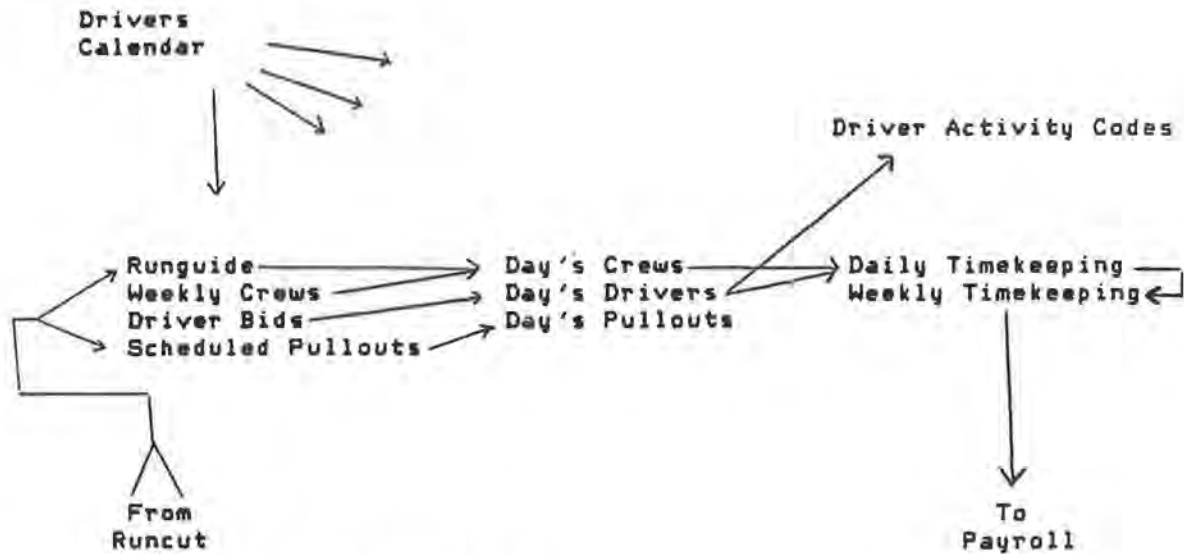 Drivers
Calendar
Driver Activity Codes
Runguide
Weekly Crews
Driver Bids
Scheduled Pullouts
Day's Crews
Day's Drivers
Day's Pullouts
Daily Timekeeping
Weekly Timekeeping
From
Runcut
To
Payroll